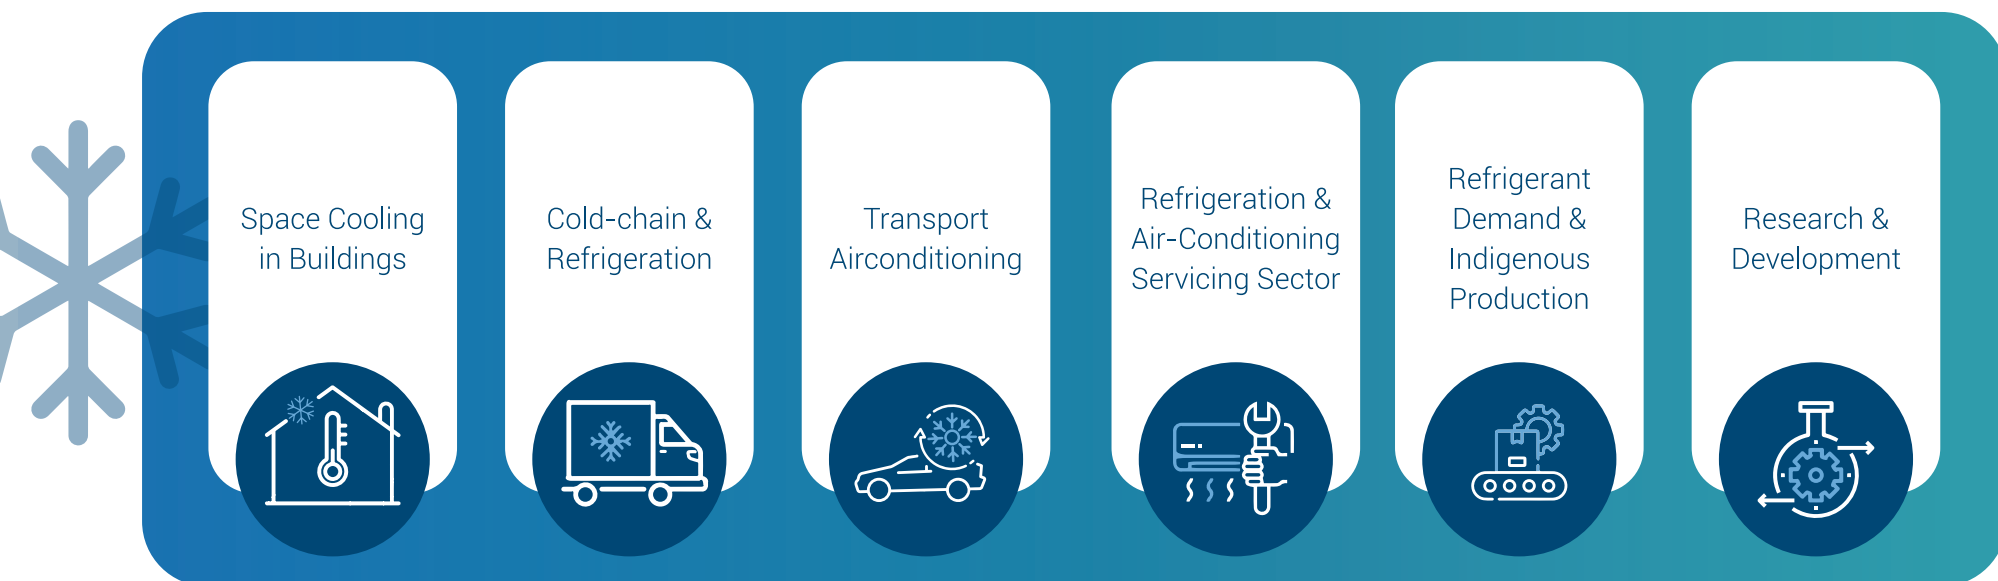 Space Cooling
in Buildings
Cold-chain &
Refrigeration
Transport
Airconditioning
Refrigeration &
Air-Conditioning
Servicing Sector
Refrigerant
Demand &
Indigenous
Production
Research &
Development